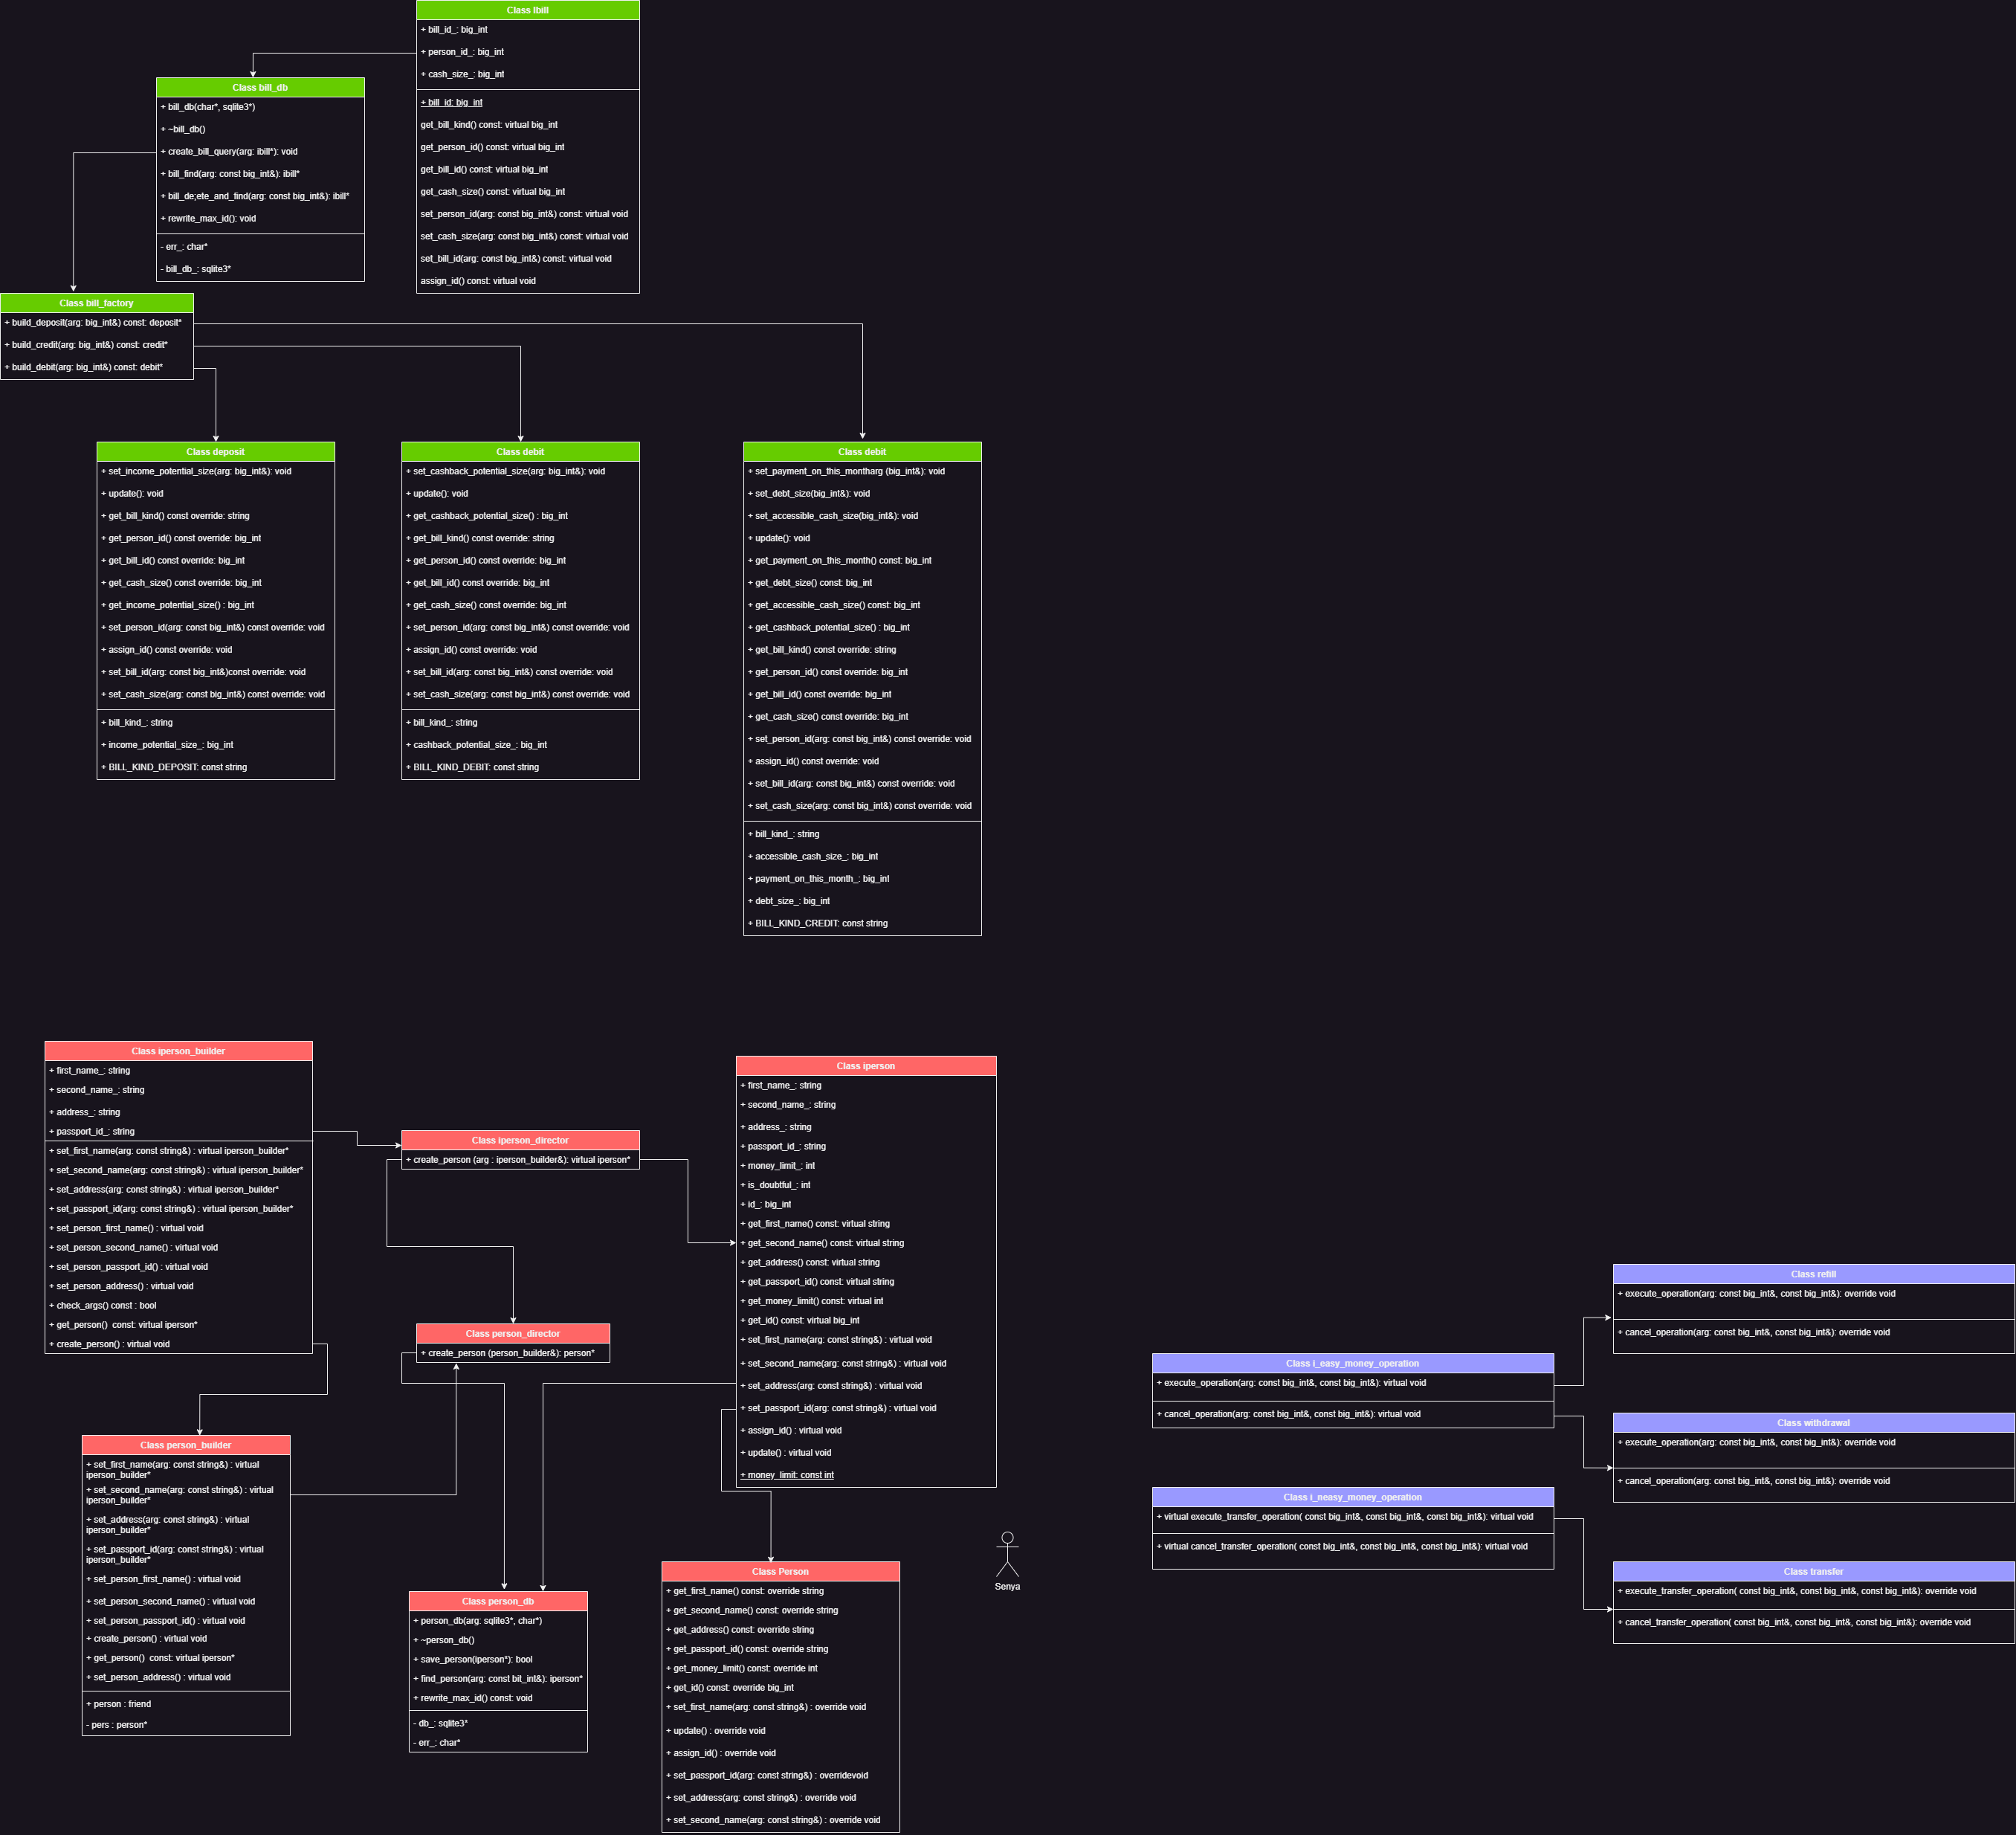 Class Ibill
+ bill_id_: big_int
+ person_id_: big_int
+ cash_size_: big_int
+ bill_id: big_int
get_bill_kind() const: virtual big_int
get_person_id() const: virtual big_int
get_bill_id() const: virtual big_int
get_cash_size() const: virtual big_int
set_person_id(arg: const big_int&) const: virtual void
set_cash_size(arg: const big_int&) const: virtual void
set_bill_id(arg: const big_int&) const: virtual void
assign_id() const: virtual void
Class bill_db
+ bill_db(char*, sqlite3*)
+ ~bill_db()
+ create_bill_query(arg: ibill*): void
+ bill_find(arg: const big_int&): ibill*
+ bill_de;ete_and_find(arg: const big_int&): ibill*
+ rewrite_max_id(): void
- err_: char*
- bill_db_: sqlite3*
Class bill_factory
+ build_deposit(arg: big_int&) const: deposit*
+ build_credit(arg: big_int&) const: credit*
+ build_debit(arg: big_int&) const: debit*
Class deposit
+ set_income_potential_size(arg: big_int&): void
+ update(): void
+ get_bill_kind() const override: string
+ get_person_id() const override: big_int
+ get_bill_id() const override: big_int
+ get_cash_size() const override: big_int
+ get_income_potential_size() : big_int
+ set_person_id(arg: const big_int&) const override: void
+ assign_id() const override: void
+ set_bill_id(arg: const big_int&)const override: void
+ set_cash_size(arg: const big_int&) const override: void
+ bill_kind_: string
+ income_potential_size_: big_int
+ BILL_KIND_DEPOSIT: const string
Class debit
+ set_cashback_potential_size(arg: big_int&): void
+ update(): void
+ get_cashback_potential_size() : big_int
+ get_bill_kind() const override: string
+ get_person_id() const override: big_int
+ get_bill_id() const override: big_int
+ get_cash_size() const override: big_int
+ set_person_id(arg: const big_int&) const override: void
+ assign_id() const override: void
+ set_bill_id(arg: const big_int&) const override: void
+ set_cash_size(arg: const big_int&) const override: void
+ bill_kind_: string
+ cashback_potential_size_: big_int
+ BILL_KIND_DEBIT: const string
Class debit
+ set_payment_on_this_montharg (big_int&): void
+ set_debt_size(big_int&): void
+ set_accessible_cash_size(big_int&): void
+ update(): void
+ get_payment_on_this_month() const: big_int
+ get_debt_size() const: big_int
+ get_accessible_cash_size() const: big_int
+ get_cashback_potential_size() : big_int
+ get_bill_kind() const override: string
+ get_person_id() const override: big_int
+ get_bill_id() const override: big_int
+ get_cash_size() const override: big_int
+ set_person_id(arg: const big_int&) const override: void
+ assign_id() const override: void
+ set_bill_id(arg: const big_int&) const override: void
+ set_cash_size(arg: const big_int&) const override: void
+ bill_kind_: string
+ accessible_cash_size_: big_int
+ payment_on_this_month_: big_int
+ debt_size_: big_int
+ BILL_KIND_CREDIT: const string
Class iperson_builder
+ first_name_: string
+ second_name_: string
+ address_: string
+ passport_id_: string
+ set_first_name(arg: const string&) : virtual iperson_builder*
+ set_second_name(arg: const string&) : virtual iperson_builder*
+ set_address(arg: const string&) : virtual iperson_builder*
+ set_passport_id(arg: const string&) : virtual iperson_builder*
+ set_person_first_name() : virtual void
+ set_person_second_name() : virtual void
+ set_person_passport_id() : virtual void
+ set_person_address() : virtual void
+ check_args() const : bool
+ get_person()  const: virtual iperson*
+ create_person() : virtual void
Class iperson_director
+ create_person (arg : iperson_builder&): virtual iperson*
Class iperson
+ first_name_: string
+ second_name_: string
+ address_: string
+ passport_id_: string
+ money_limit_: int
+ is_doubtful_: int
+ id_: big_int
+ get_first_name() const: virtual string
+ get_second_name() const: virtual string
+ get_address() const: virtual string
+ get_passport_id() const: virtual string
+ get_money_limit() const: virtual int
+ get_id() const: virtual big_int
+ set_first_name(arg: const string&) : virtual void
+ set_second_name(arg: const string&) : virtual void
+ set_address(arg: const string&) : virtual void
+ set_passport_id(arg: const string&) : virtual void
+ assign_id() : virtual void
+ update() : virtual void
+ money_limit: const int
Class person_director
+ create_person (person_builder&): person*
Class person_builder
+ set_first_name(arg: const string&) : virtual
iperson_builder*
+ set_second_name(arg: const string&) : virtual
iperson_builder*
+ set_address(arg: const string&) : virtual
iperson_builder*
+ set_passport_id(arg: const string&) : virtual
iperson_builder*
+ set_person_first_name() : virtual void
+ set_person_second_name() : virtual void
+ set_person_passport_id() : virtual void
+ create_person() : virtual void
+ get_person()  const: virtual iperson*
+ set_person_address() : virtual void
+ person : friend
- pers : person*
Class person_db
+ person_db(arg: sqlite3*, char*)
+ ~person_db()
+ save_person(iperson*): bool
+ find_person(arg: const bit_int&): iperson*
+ rewrite_max_id() const: void
- db_: sqlite3*
- err_: char*
Class Person
+ get_first_name() const: override string
+ get_second_name() const: override string
+ get_address() const: override string
+ get_passport_id() const: override string
+ get_money_limit() const: override int
+ get_id() const: override big_int
+ set_first_name(arg: const string&) : override void
+ update() : override void
+ assign_id() : override void
+ set_passport_id(arg: const string&) : overridevoid
+ set_address(arg: const string&) : override void
+ set_second_name(arg: const string&) : override void
Senya
Class i_easy_money_operation
+ execute_operation(arg: const big_int&, const big_int&): virtual void
+ cancel_operation(arg: const big_int&, const big_int&): virtual void
Class i_neasy_money_operation
+ virtual execute_transfer_operation( const big_int&, const big_int&, const big_int&): virtual void
+ virtual cancel_transfer_operation( const big_int&, const big_int&, const big_int&): virtual void
Class refill
+ execute_operation(arg: const big_int&, const big_int&): override void
+ cancel_operation(arg: const big_int&, const big_int&): override void
Class withdrawal
+ execute_operation(arg: const big_int&, const big_int&): override void
+ cancel_operation(arg: const big_int&, const big_int&): override void
Class transfer
+ execute_transfer_operation( const big_int&, const big_int&, const big_int&): override void
+ cancel_transfer_operation( const big_int&, const big_int&, const big_int&): override void